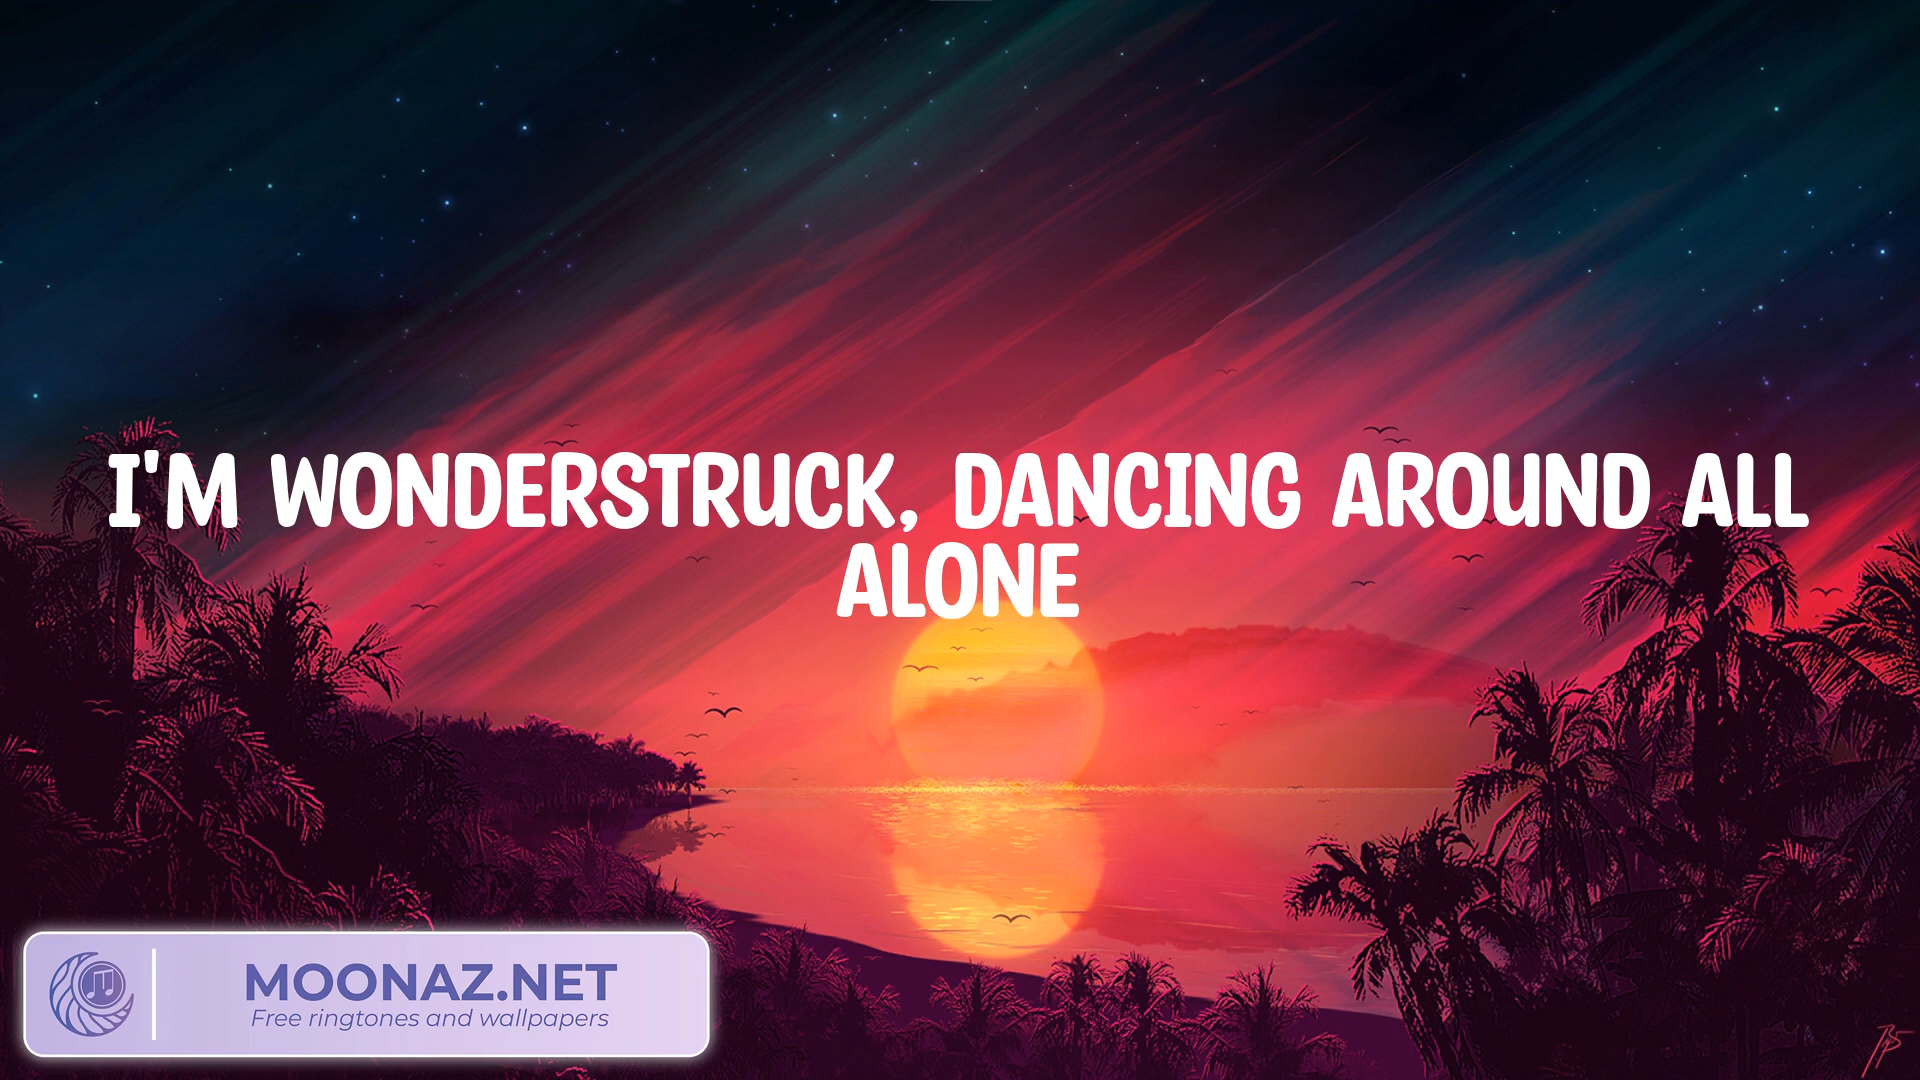 I'M WONDERSTRUCK, DANCING AROUND ALL
ALONE
MOONAZ.NET
Free ringtones and wallpapers